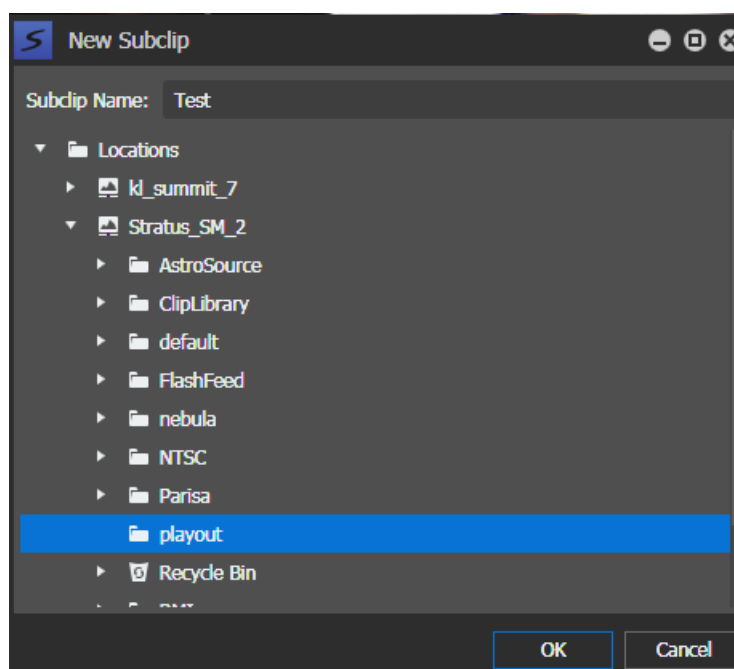 New Subclip
Subclip Name: Test
Locations
kl_summit_7
Stratus_SM_2
AstroSource
ClipLibrary
default
FlashFeed
nebula
NTSC
Parisa
playout
Recycle Bin
OK Cancel